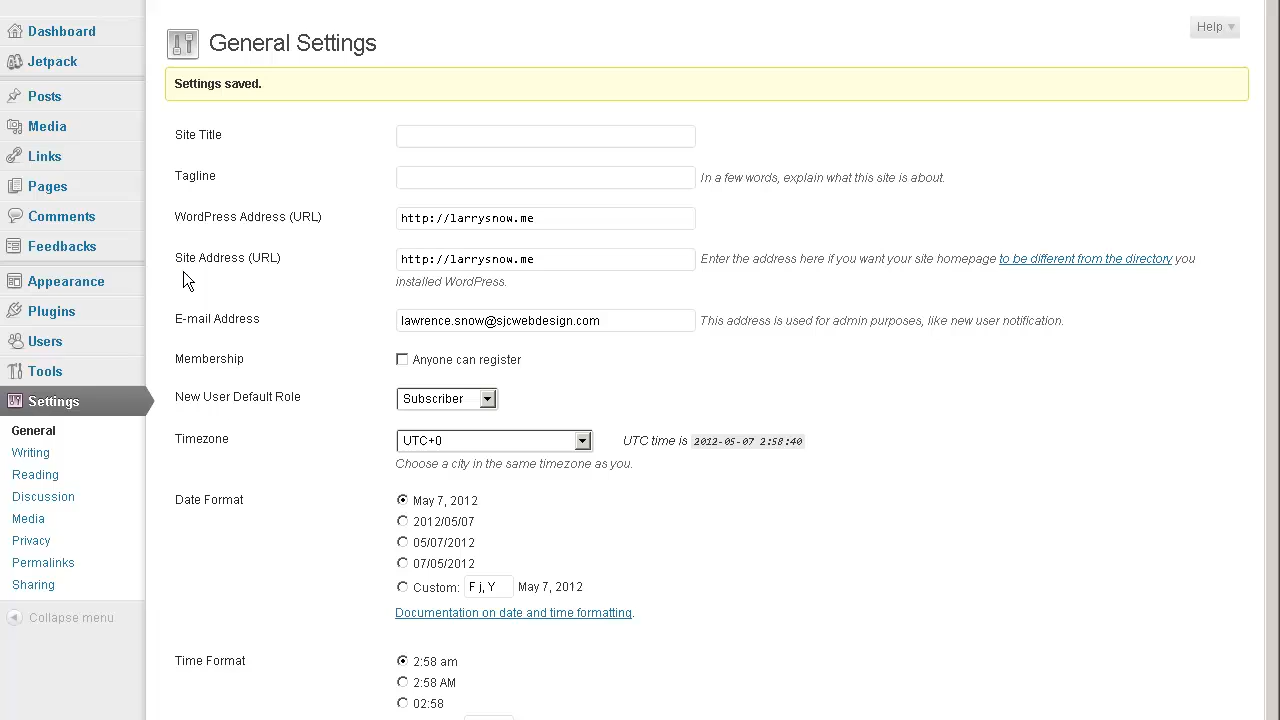 Dashboard
Jetpack
Posts
Media
Links
Pages
Comments
Feedbacks
Appearance
Plugins
Users
Tools
Settings
General
Writing
Reading
Discussion
Media
Privacy
Permalinks
Sharing
Collapse menu
General Settings
Help
Settings saved.
Site Title
Tagline
In a few words, explain what this site is about.
WordPress Address (URL)
http://larrysnow.me
Site Address (URL)
http://larrysnow.me
Enter the address here if you want your site homepage to be different from the directory you
installed WordPress.
E-mail Address
lawrence.snow@sjcwebdesign.com
This address is used for admin purposes, like new user notification.
Membership
Anyone can register
New User Default Role
Subscriber
Timezone
UTC+0
UTC time is 2012-05-07 2:58:40
Choose a city in the same timezone as you.
Date Format
May 7, 2012
2012/05/07
05/07/2012
07/05/2012
Custom: F j, Y May 7, 2012
Documentation on date and time formatting.
Time Format
2:58 am
2:58 AM
02:58